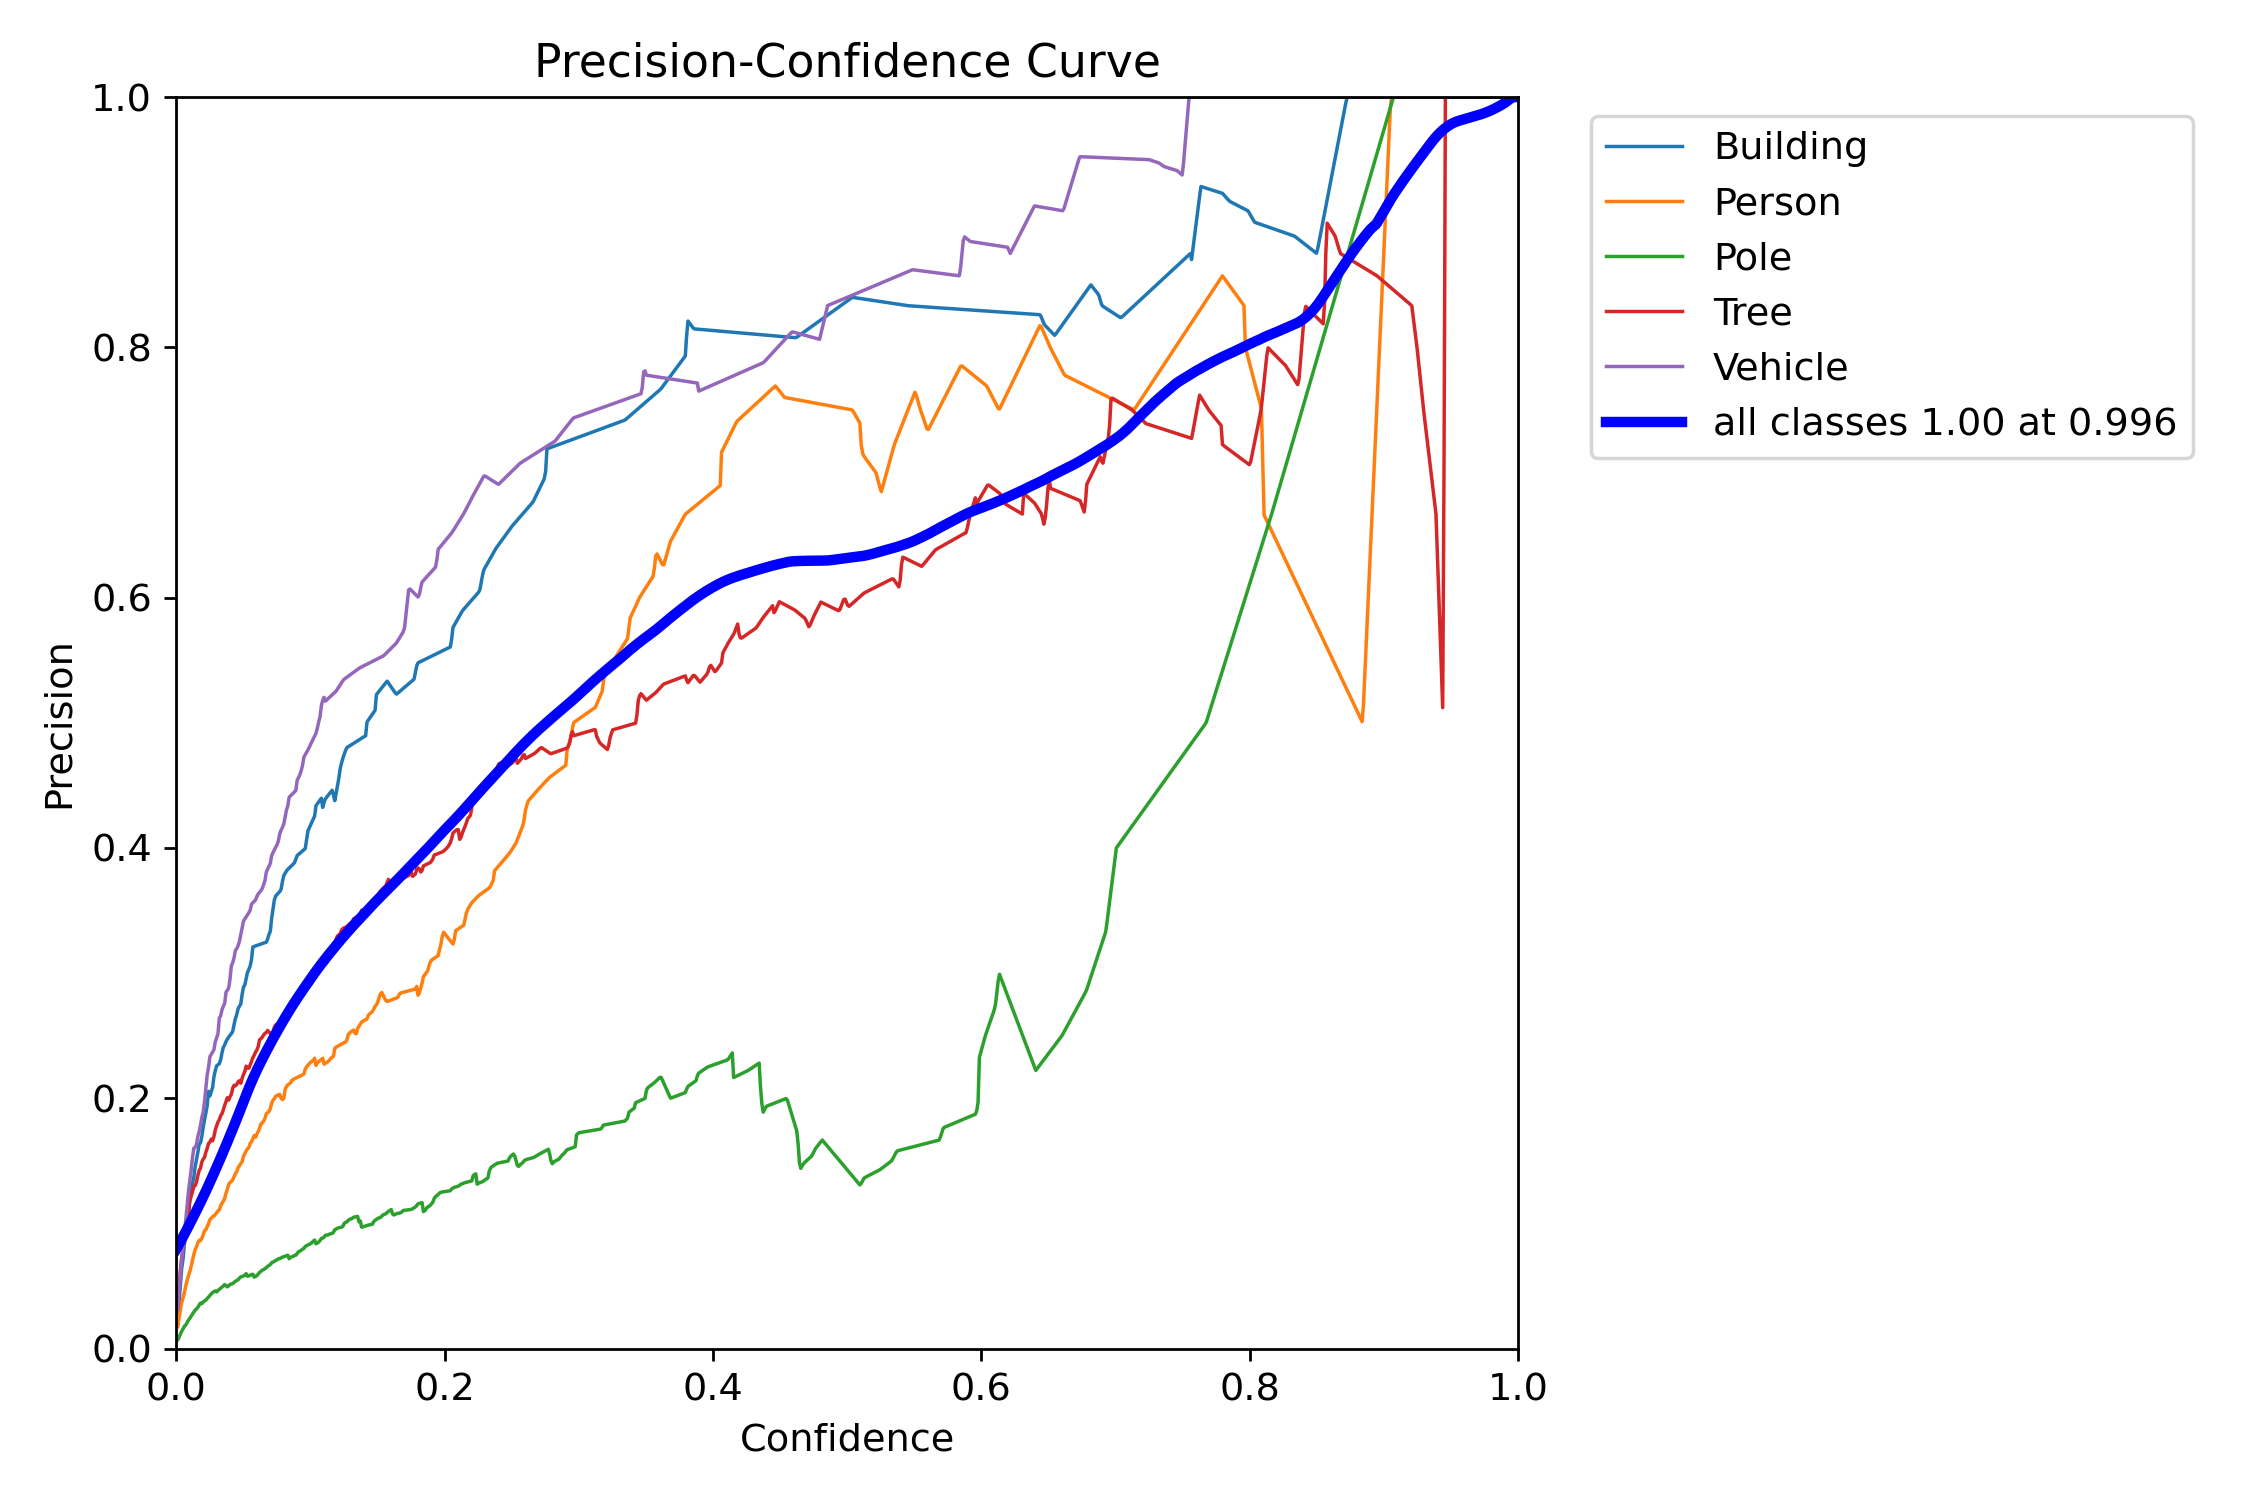 Precision-Confidence Curve
1.0
0.8
0.6
0.4
0.2
0.0
Precision
0.0 0.2 0.4 0.6 0.8 1.0
Confidence
Building
Person
Pole
Tree
Vehicle
all classes 1.00 at 0.996